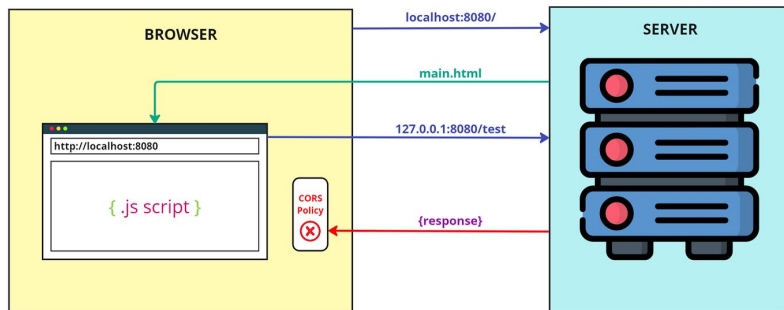 BROWSER
localhost:8080/
SERVER
main.html
127.0.0.1:8080/test
http://localhost:8080
{ .js script }
CORS
Policy
{response}